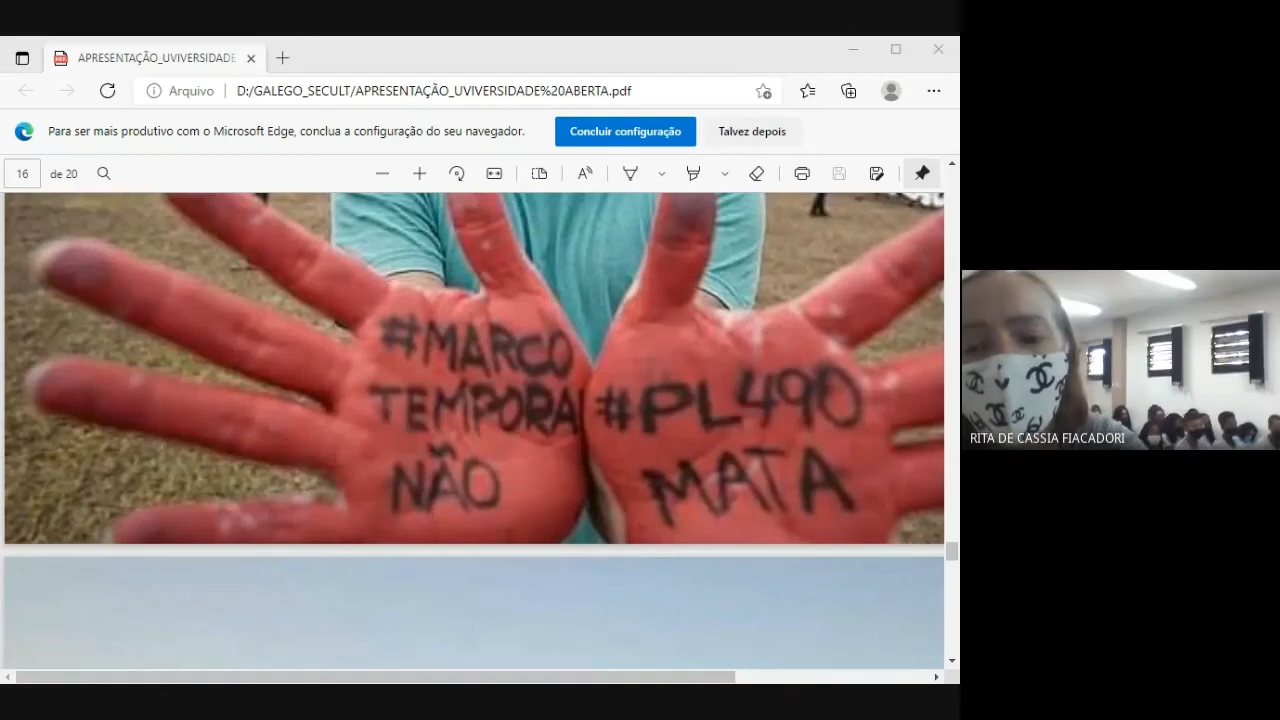 APRESENTAÇÃO_UVIVERSIDADE
Arquivo
D:/GALEGO_SECULT/APRESENTAÇÃO_UVIVERSIDADE%20ABERTA.pdf
Para ser mais produtivo com o Microsoft Edge, conclua a configuração do seu navegador.
Concluir configuração
Talvez depois
16 de 20
#MARCO
TEMPORA
NÃO
#PL490
MATA
RITA DE CASSIA FIACADORI